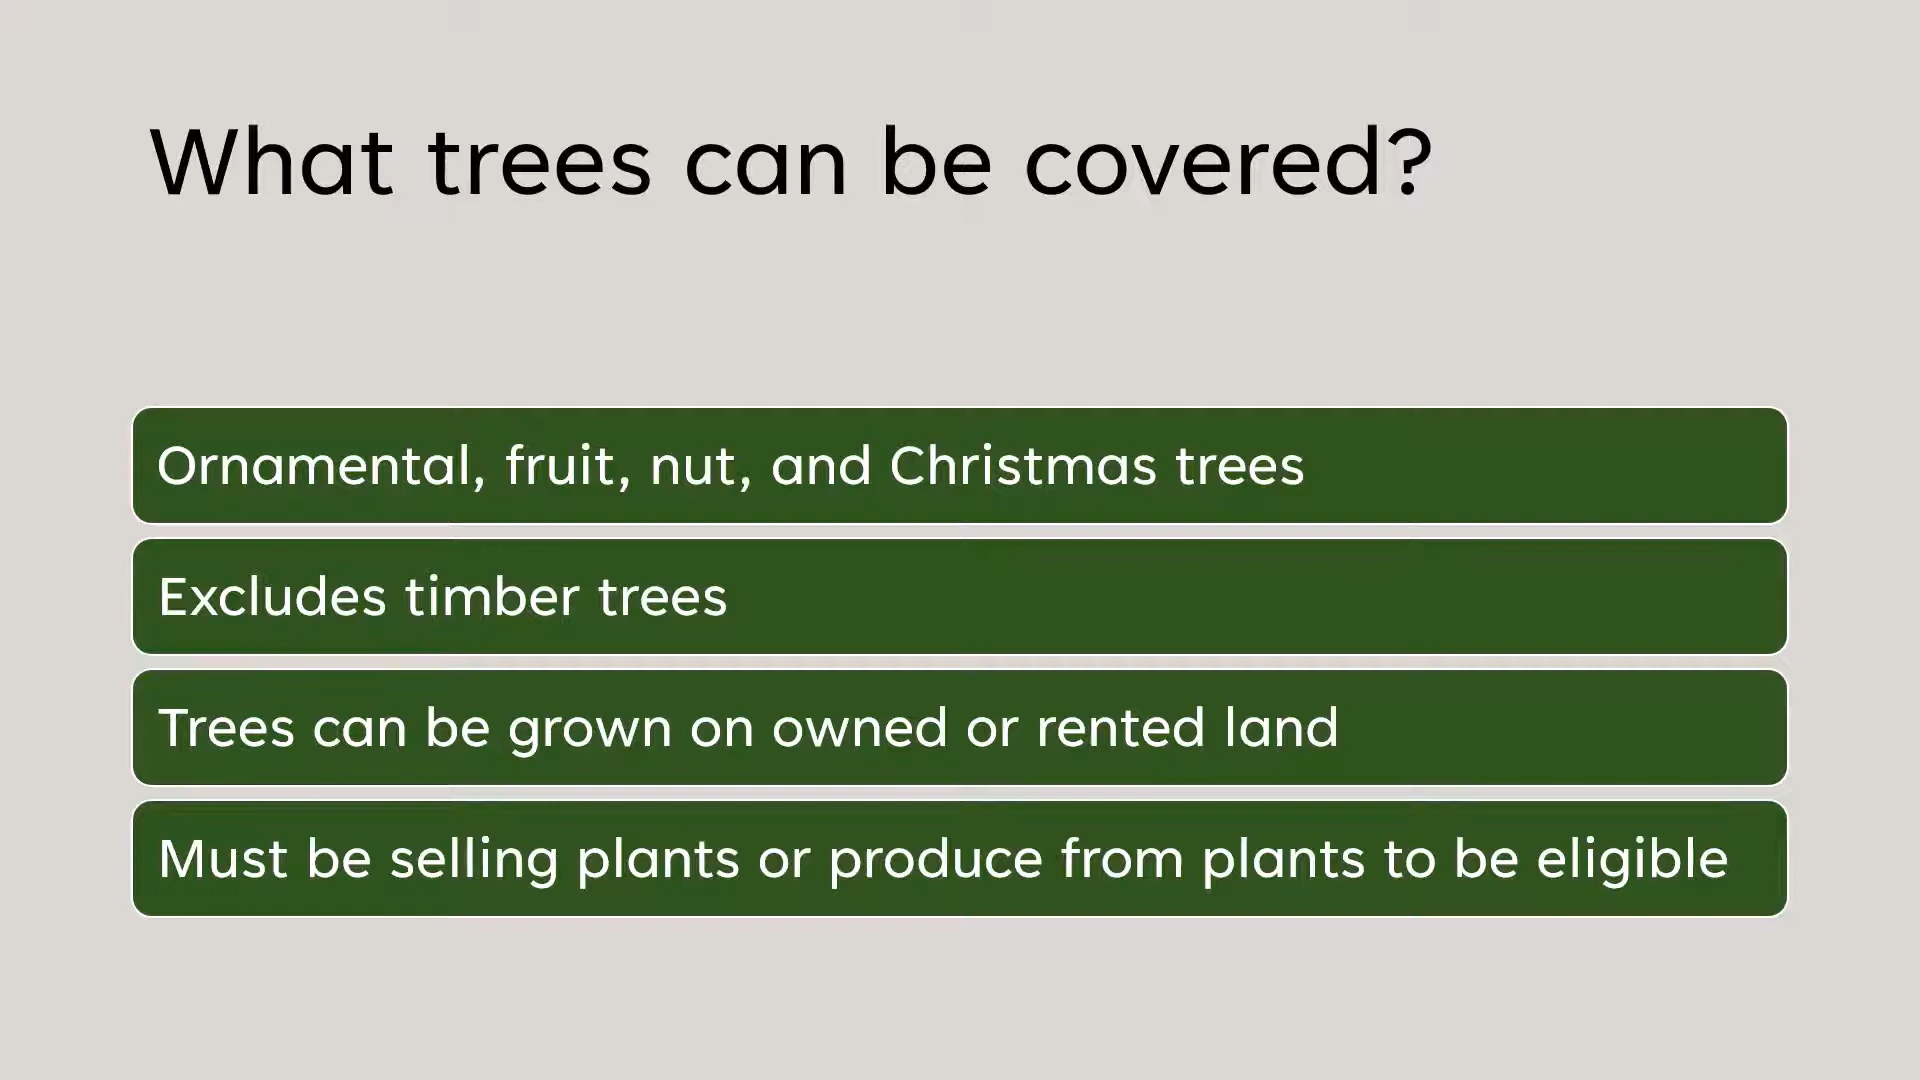 What trees can be covered?
Ornamental, fruit, nut, and Christmas trees
Excludes timber trees
Trees can be grown on owned or rented land
Must be selling plants or produce from plants to be eligible